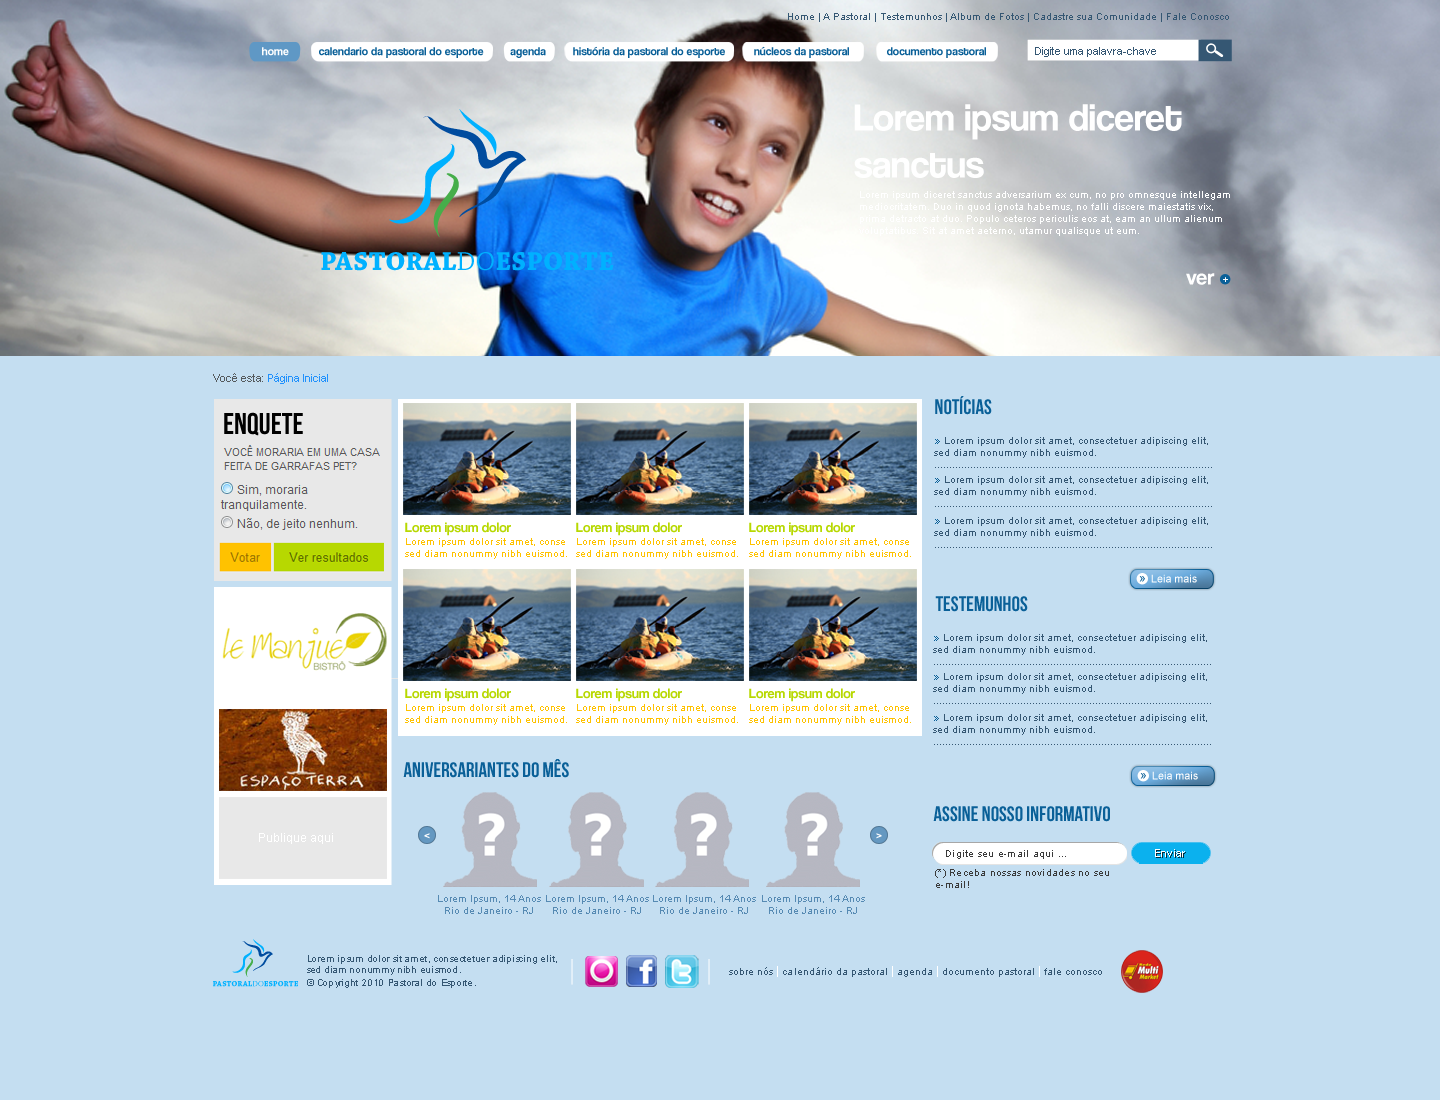 Home | A Pastoral | Testemunhos | Album de Fotos | Cadastre sua Comunidade | Fale Conosco
home calendario da pastoral do esporte agenda história da pastoral do esporte núcleos da pastoral documento pastoral Digite uma palavra-chave
PASTORALDOESPORTE
Lorem ipsum diceret
sanctus
Lorem ipsum diceret sanctus adversarium ex cum, no pro omnesque intellegam
Duo in quod ignota habemus, no falli discere maiestatis vix,
at duo. Populo ceteros periculis eos at, eam an ullum alienum
Sit at amet aeterno, utamur qualisque ut eum.
ver +
Você esta: Página Inicial
ENQUETE
VOCÊ MORARIA EM UMA CASA
FEITA DE GARRAFAS PET?
Sim, moraria
tranquilamente.
Não, de jeito nenhum.
Votar Ver resultados
le Manjue
BISTRÔ
ESPAÇO TERRA
Publique aqui
Lorem ipsum dolor Lorem ipsum dolor Lorem ipsum dolor
Lorem ipsum dolor sit amet, conse Lorem ipsum dolor sit amet, conse Lorem ipsum dolor sit amet, conse
sed diam nonummy nibh euismod. sed diam nonummy nibh euismod. sed diam nonummy nibh euismod.
Lorem ipsum dolor Lorem ipsum dolor Lorem ipsum dolor
Lorem ipsum dolor sit amet, conse Lorem ipsum dolor sit amet, conse Lorem ipsum dolor sit amet, conse
sed diam nonummy nibh euismod. sed diam nonummy nibh euismod. sed diam nonummy nibh euismod.
ANIVERSARIANTES DO MÊS
< ? ? ? ? >
Lorem Ipsum, 14 Anos Lorem Ipsum, 14 Anos Lorem Ipsum, 14 Anos Lorem Ipsum, 14 Anos
Rio de Janeiro - RJ Rio de Janeiro - RJ Rio de Janeiro - RJ Rio de Janeiro - RJ
NOTÍCIAS
» Lorem ipsum dolor sit amet, consectetuer adipiscing elit,
sed diam nonummy nibh euismod.
» Lorem ipsum dolor sit amet, consectetuer adipiscing elit,
sed diam nonummy nibh euismod.
» Lorem ipsum dolor sit amet, consectetuer adipiscing elit,
sed diam nonummy nibh euismod.
» Leia mais
TESTEMUNHOS
» Lorem ipsum dolor sit amet, consectetuer adipiscing elit,
sed diam nonummy nibh euismod.
» Lorem ipsum dolor sit amet, consectetuer adipiscing elit,
sed diam nonummy nibh euismod.
» Lorem ipsum dolor sit amet, consectetuer adipiscing elit,
sed diam nonummy nibh euismod.
» Leia mais
ASSINE NOSSO INFORMATIVO
Digite seu e-mail aqui ... Enviar
(*) Receba nossas novidades no seu
e-mail!
PASTORALDOESPORTE
Lorem ipsum dolor sit amet, consectetuer adipiscing elit,
sed diam nonummy nibh euismod.
© Copyright 2010 Pastoral do Esporte.
sobre nós | calendário da pastoral | agenda | documento pastoral | fale conosco
Multi
Market